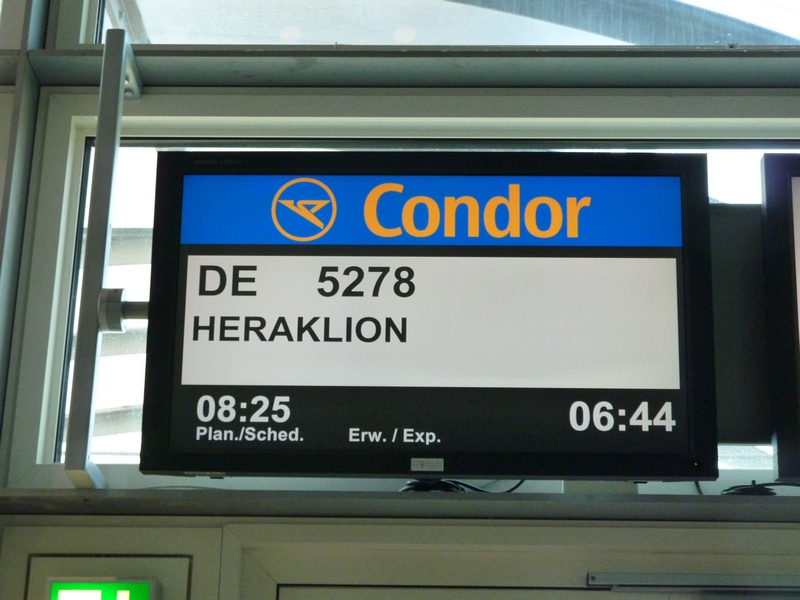 Condor
DE 5278
HERAKLION
08:25 06:44
Plan./Sched. Erw. / Exp.